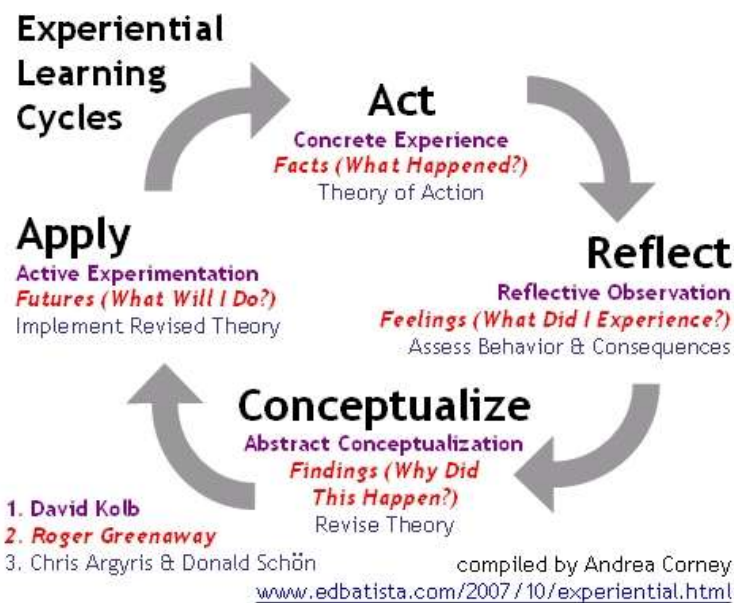 Experiential
Learning
Cycles
Act
Concrete Experience
Facts (What Happened?)
Theory of Action
Reflect
Reflective Observation
Feelings (What Did I Experience?)
Assess Behavior & Consequences
Conceptualize
Abstract Conceptualization
Findings (Why Did
This Happen?)
Revise Theory
Apply
Active Experimentation
Futures (What Will I Do?)
Implement Revised Theory
1. David Kolb
2. Roger Greenaway
3. Chris Argyris & Donald Schön
compiled by Andrea Corney
www.edbatista.com/2007/10/experiential.html